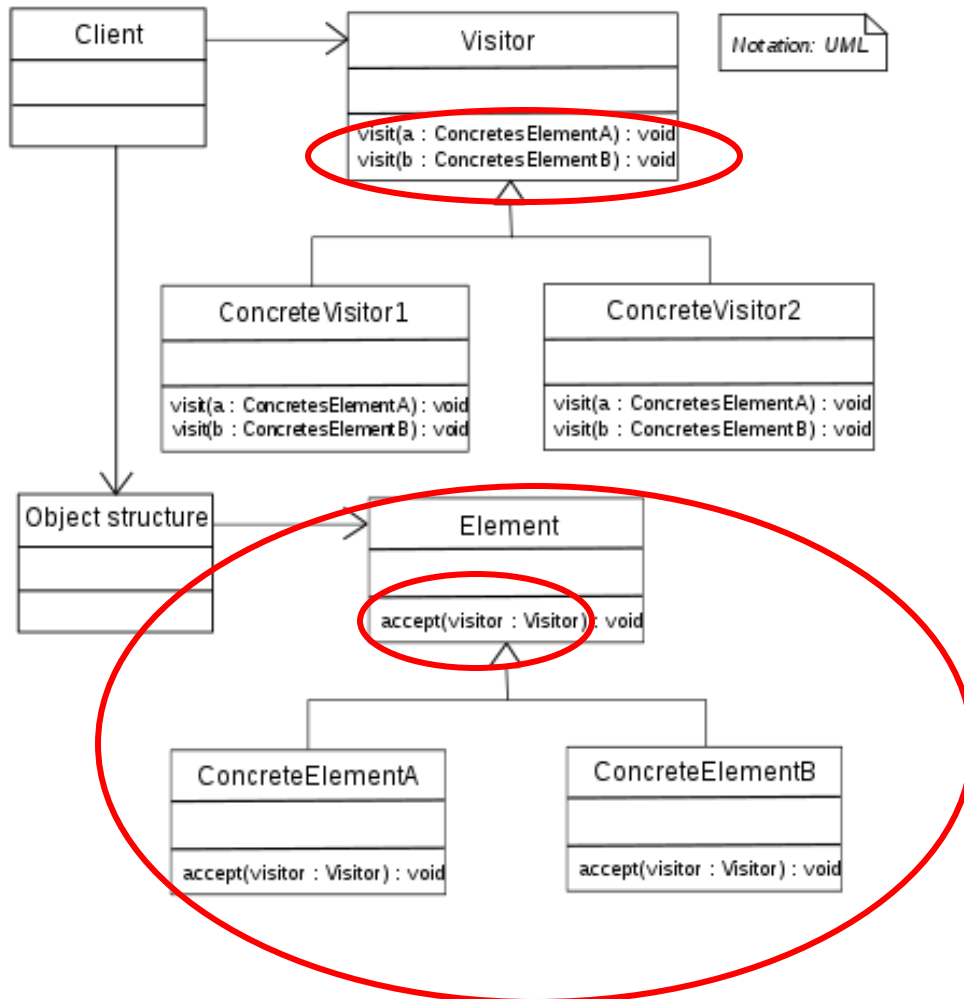 Client
Visitor
Notation: UML
visit(a : ConcretesElementA) : void
visit(b : ConcretesElementB) : void
ConcreteVisitor1
ConcreteVisitor2
visit(a : ConcretesElementA) : void
visit(b : ConcretesElementB) : void
visit(a : ConcretesElementA) : void
visit(b : ConcretesElementB) : void
Object structure
Element
accept(visitor : Visitor) : void
ConcreteElementA
ConcreteElementB
accept(visitor : Visitor) : void
accept(visitor : Visitor) : void